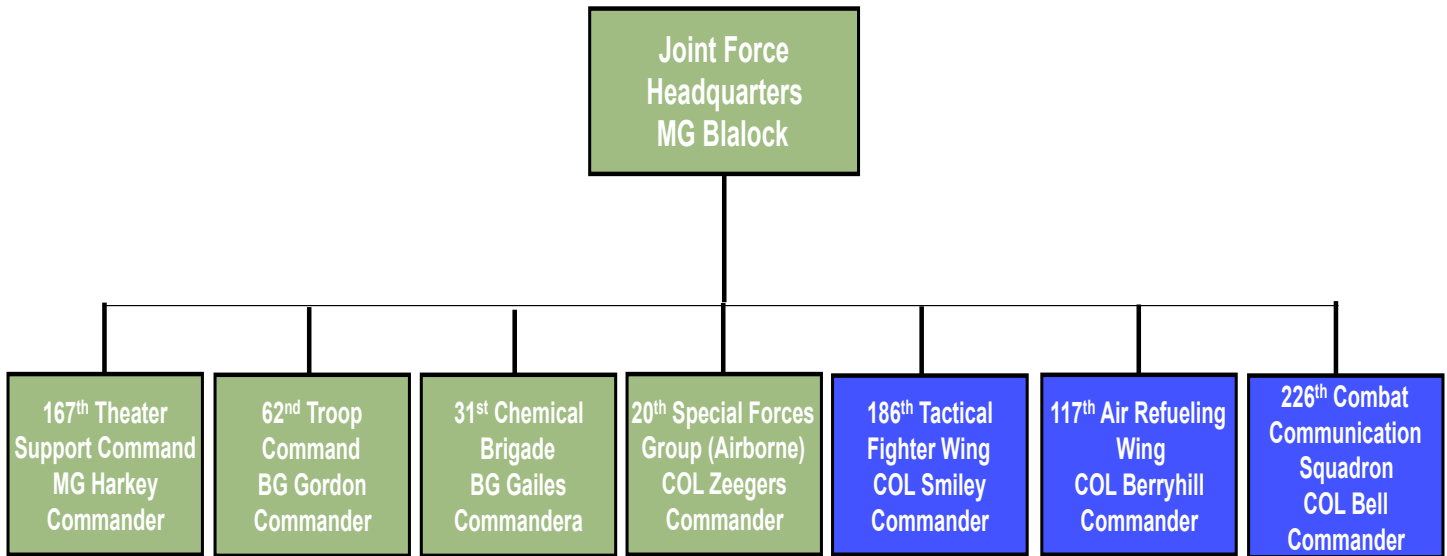 Joint Force
Headquarters
MG Blalock
167th Theater
Support Command
MG Harkey
Commander
62nd Troop
Command
BG Gordon
Commander
31st Chemical
Brigade
BG Gailes
Commandera
20th Special Forces
Group (Airborne)
COL Zeegers
Commander
186th Tactical
Fighter Wing
COL Smiley
Commander
117th Air Refueling
Wing
COL Berryhill
Commander
226th Combat
Communication
Squadron
COL Bell
Commander